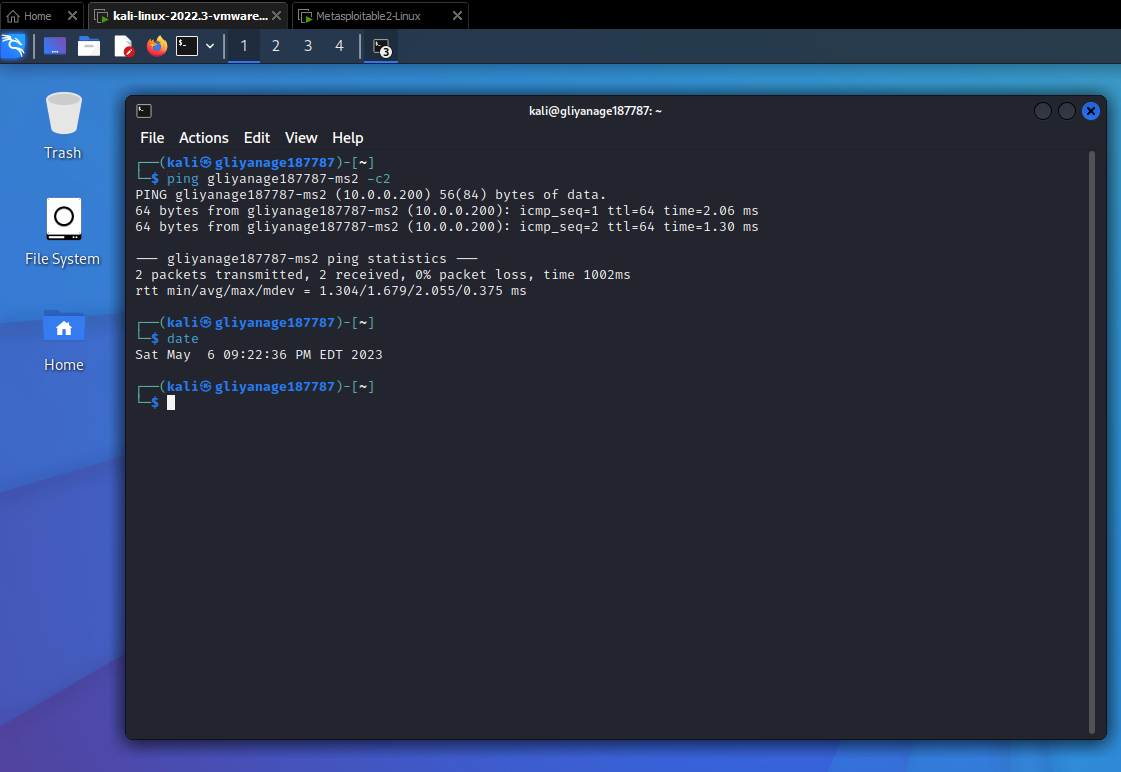 Home
kali-linux-2022.3-vmware...
Metasploitable2-Linux
1 2 3 4
3
Trash
File System
Home
kali@gliyanage187787: ~
File Actions Edit View Help
┌──(kali㉿gliyanage187787)-[~]
└─$ ping gliyanage187787-ms2 -c2
PING gliyanage187787-ms2 (10.0.0.200) 56(84) bytes of data.
64 bytes from gliyanage187787-ms2 (10.0.0.200): icmp_seq=1 ttl=64 time=2.06 ms
64 bytes from gliyanage187787-ms2 (10.0.0.200): icmp_seq=2 ttl=64 time=1.30 ms
--- gliyanage187787-ms2 ping statistics ---
2 packets transmitted, 2 received, 0% packet loss, time 1002ms
rtt min/avg/max/mdev = 1.304/1.679/2.055/0.375 ms
┌──(kali㉿gliyanage187787)-[~]
└─$ date
Sat May  6 09:22:36 PM EDT 2023
┌──(kali㉿gliyanage187787)-[~]
└─$